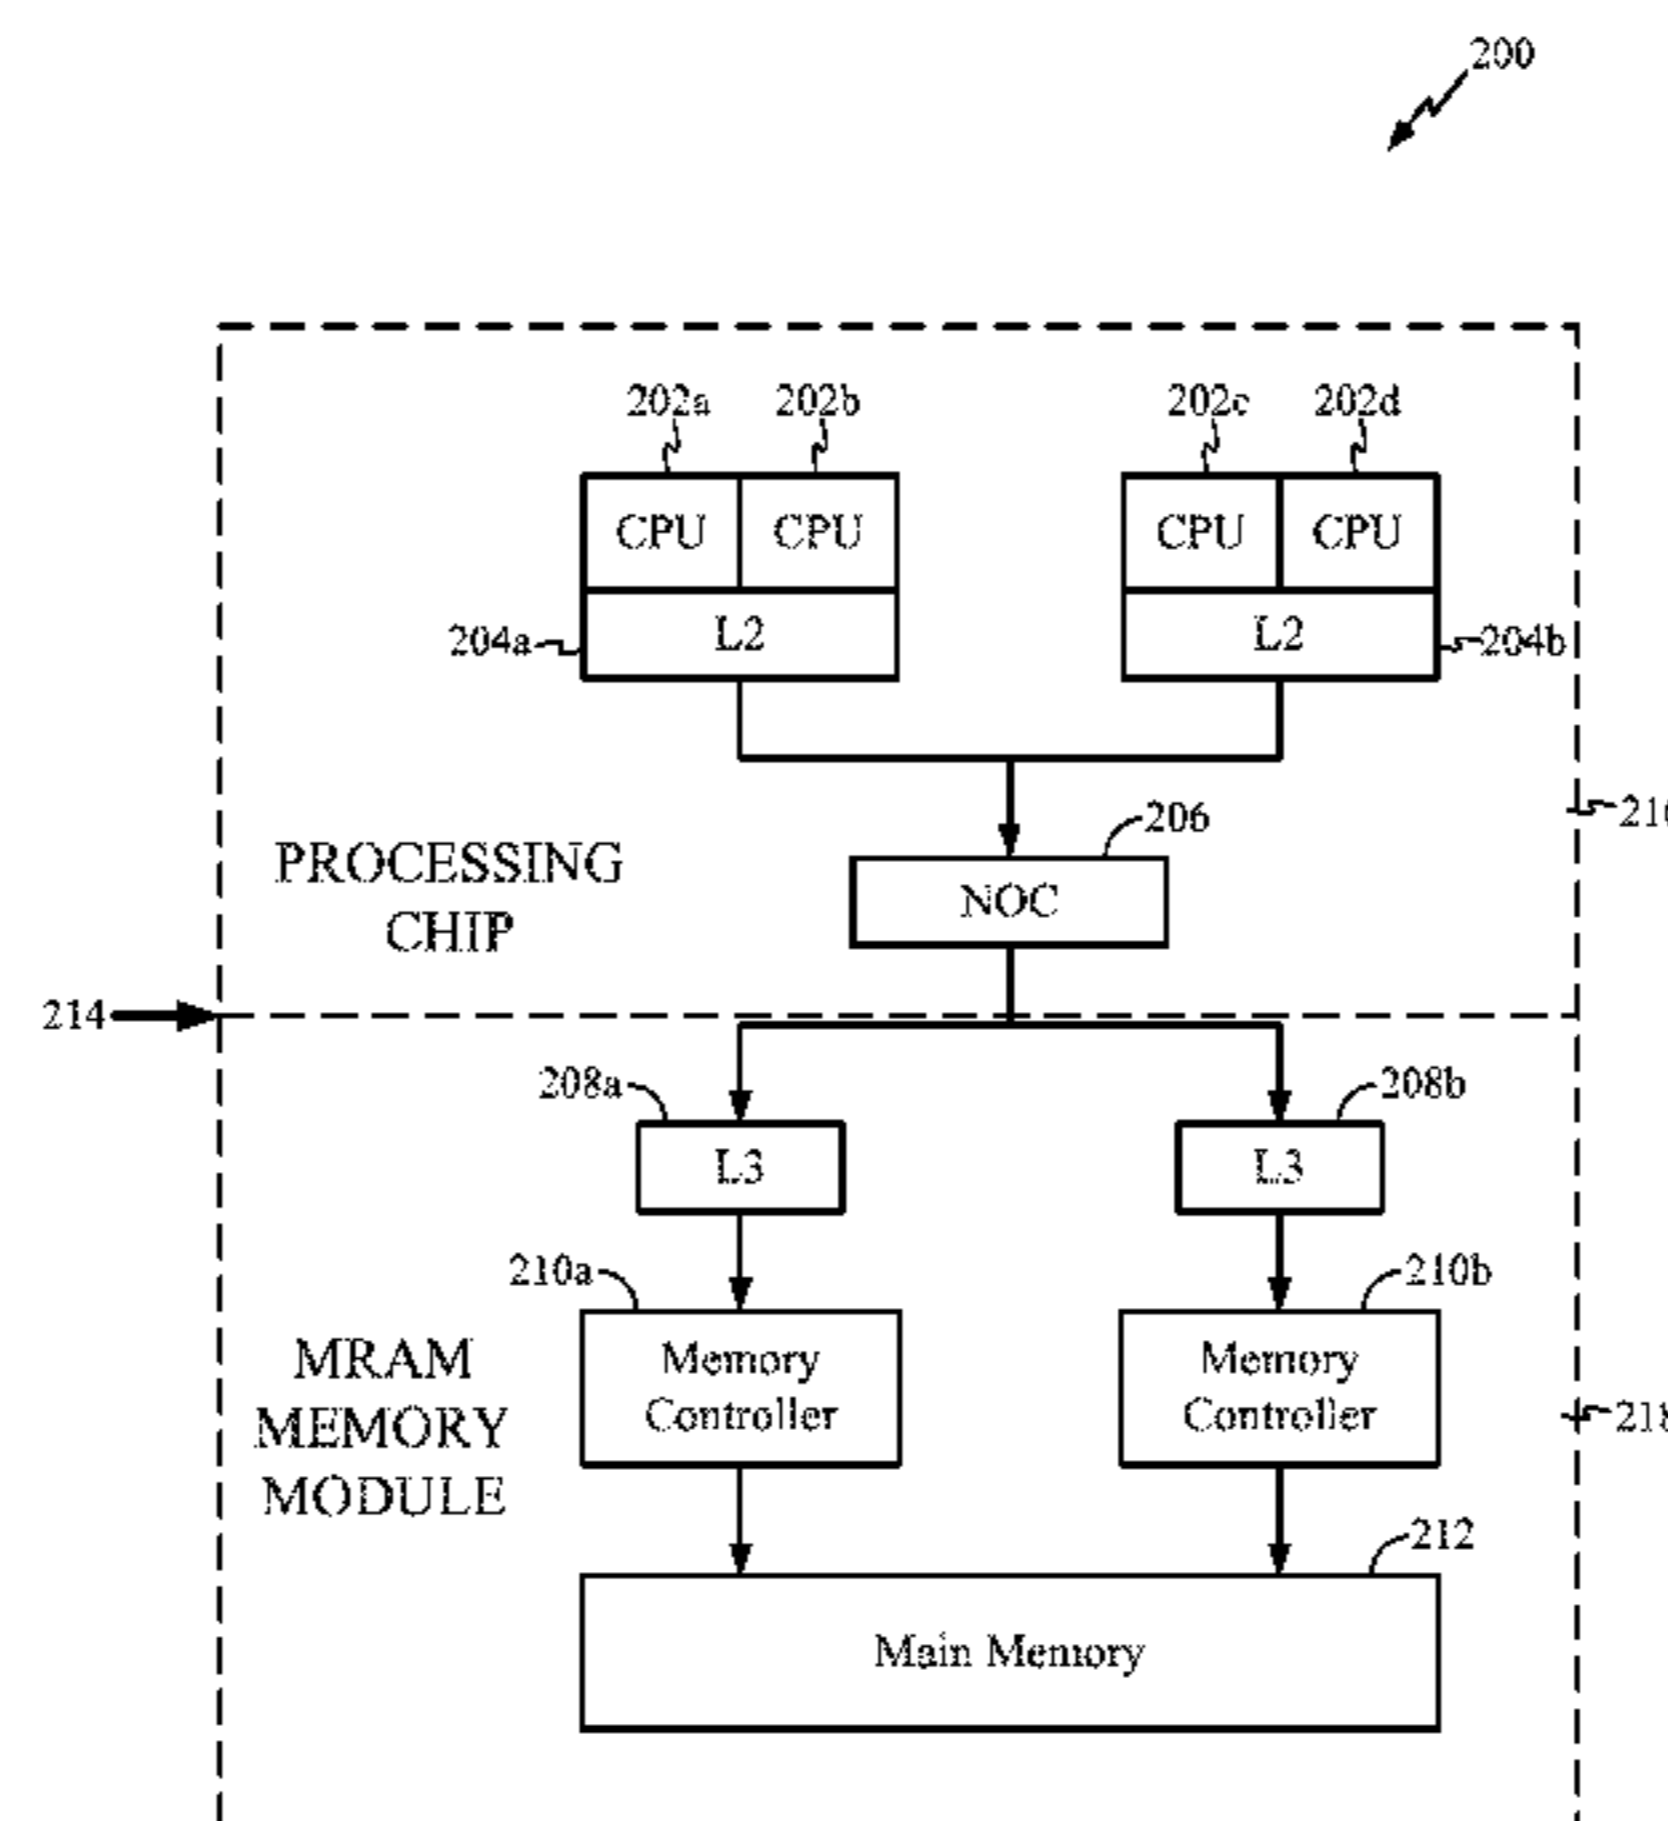 200
202a 202b 202c 202d
CPU CPU CPU CPU
L2 L2
204a 204b
206
NOC
PROCESSING
CHIP
214
208a 208b
L3 L3
210a 210b
Memory
Controller
Memory
Controller
MRAM
MEMORY
MODULE
212
Main Memory